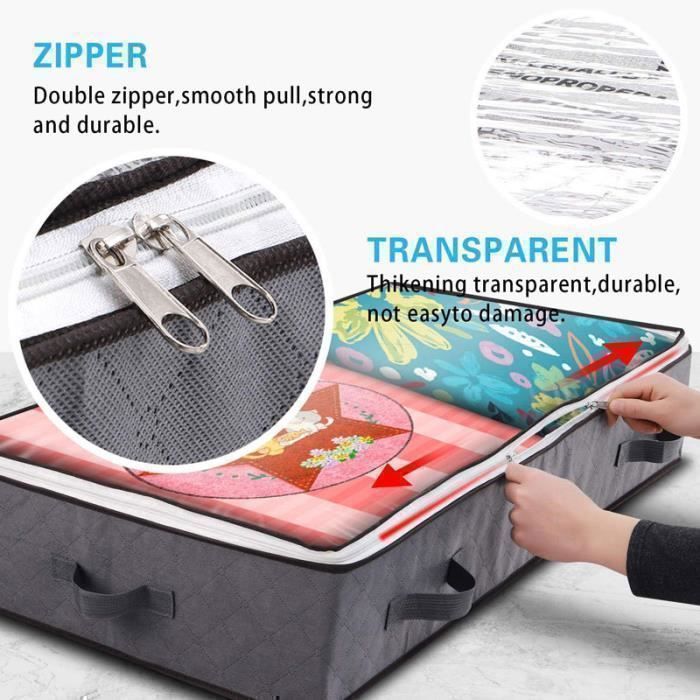 ZIPPER
Double zipper,smooth pull,strong
and durable.
TRANSPARENT
Thikening transparent,durable,
not easyto damage.